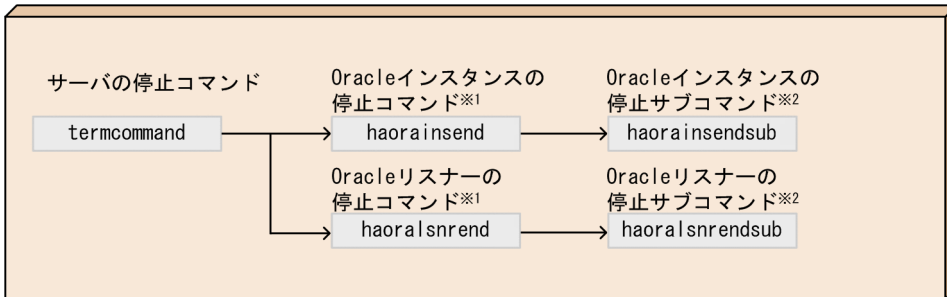 サーバの停止コマンド
termcommand
Oracleインスタンスの
停止コマンド※1
haorainsend
Oracleインスタンスの
停止サブコマンド※2
haorainsendsub
Oracleリスナーの
停止コマンド※1
haoralsnrend
Oracleリスナーの
停止サブコマンド※2
haoralsnrendsub